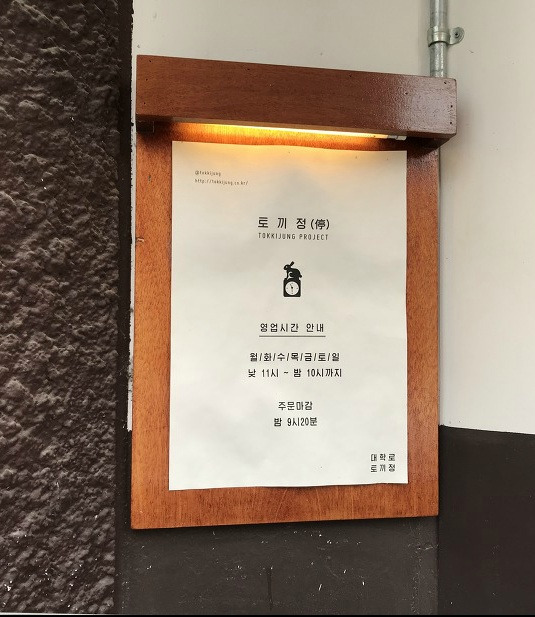 @tokkijung
http://tokkijung.co.kr/
토끼정(停)
TOKKIJUNG PROJECT
영업시간 안내
월/화/수/목/금/토/일
낮 11시 ~ 밤 10시까지
주문마감
밤 9시20분
대학로
토끼정